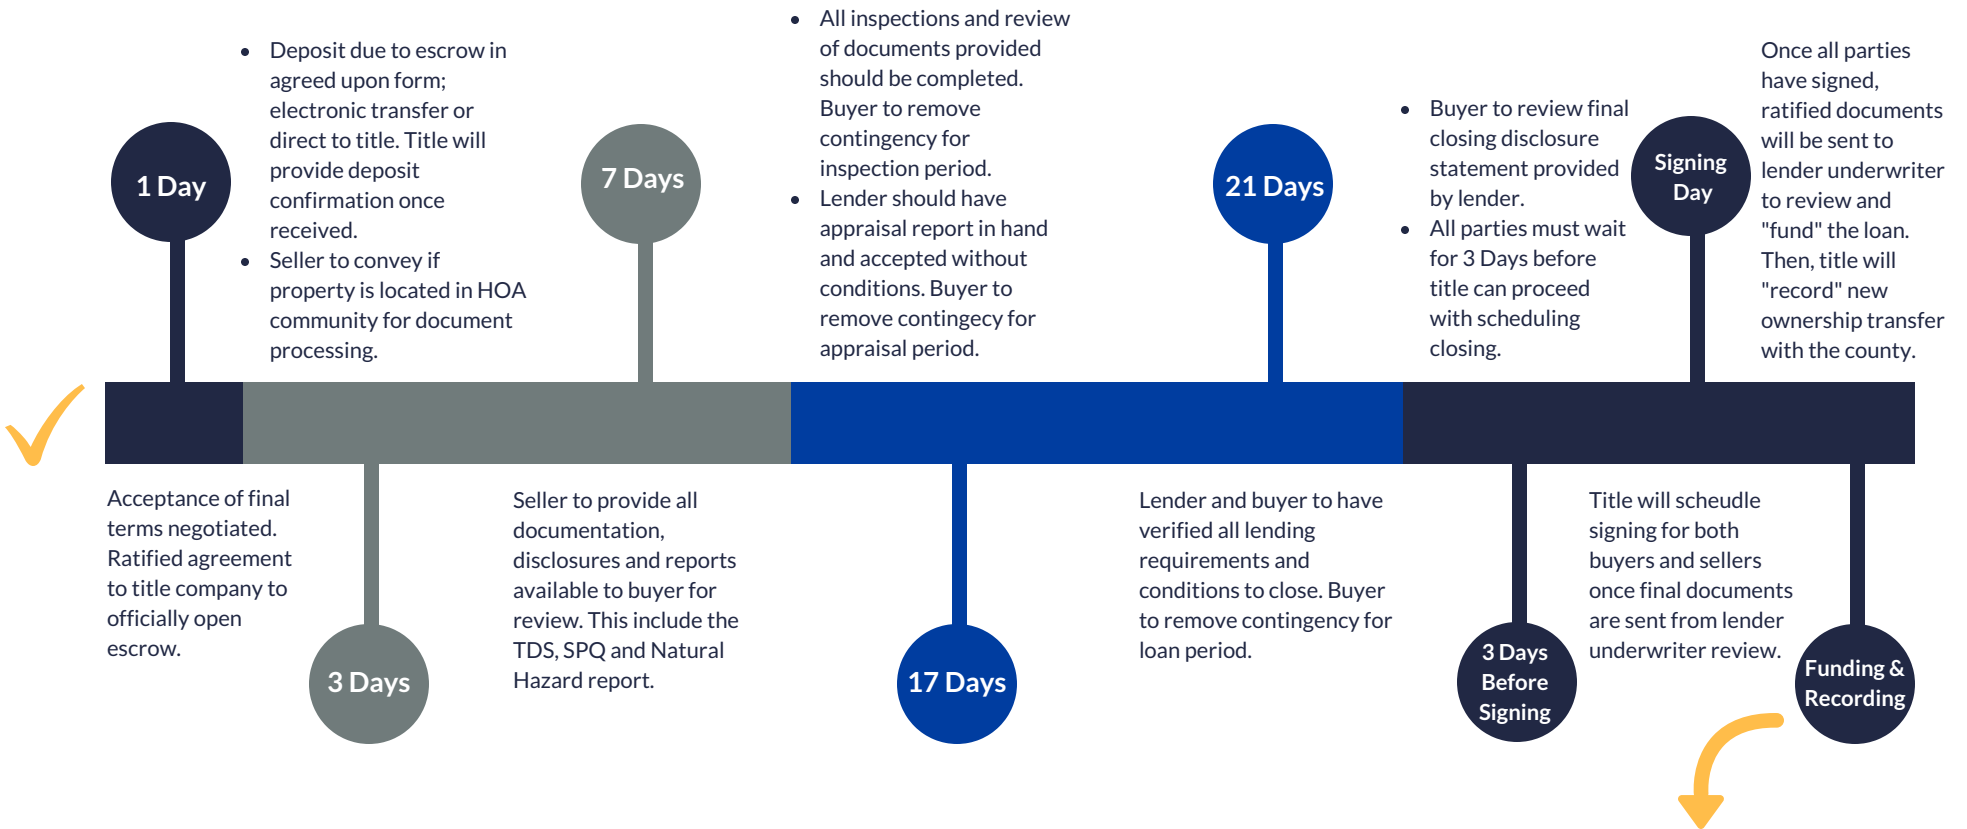 1 Day
Acceptance of final
terms negotiated.
Ratified agreement
to title company to
officially open
escrow.
• Deposit due to escrow in
agreed upon form;
electronic transfer or
direct to title. Title will
provide deposit
confirmation once
received.
• Seller to convey if
property is located in HOA
community for document
processing.
3 Days
7 Days
Seller to provide all
documentation,
disclosures and reports
available to buyer for
review. This include the
TDS, SPQ and Natural
Hazard report.
• All inspections and review
of documents provided
should be completed.
Buyer to remove
contingency for
inspection period.
• Lender should have
appraisal report in hand
and accepted without
conditions. Buyer to
remove contingecy for
appraisal period.
17 Days
21 Days
Lender and buyer to have
verified all lending
requirements and
conditions to close. Buyer
to remove contingency for
loan period.
• Buyer to review final
closing disclosure
statement provided
by lender.
• All parties must wait
for 3 Days before
title can proceed
with scheduling
closing.
3 Days
Before
Signing
Signing
Day
Title will scheudle
signing for both
buyers and sellers
once final documents
are sent from lender
underwriter review.
Once all parties
have signed,
ratified documents
will be sent to
lender underwriter
to review and
"fund" the loan.
Then, title will
"record" new
ownership transfer
with the county.
Funding &
Recording